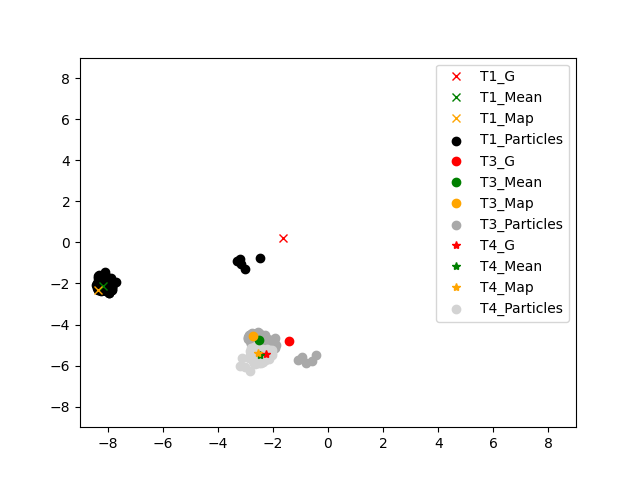 8
6
4
2
0
−2
−4
−6
−8
−8 −6 −4 −2 0 2 4 6 8
T1_G
T1_Mean
T1_Map
T1_Particles
T3_G
T3_Mean
T3_Map
T3_Particles
T4_G
T4_Mean
T4_Map
T4_Particles